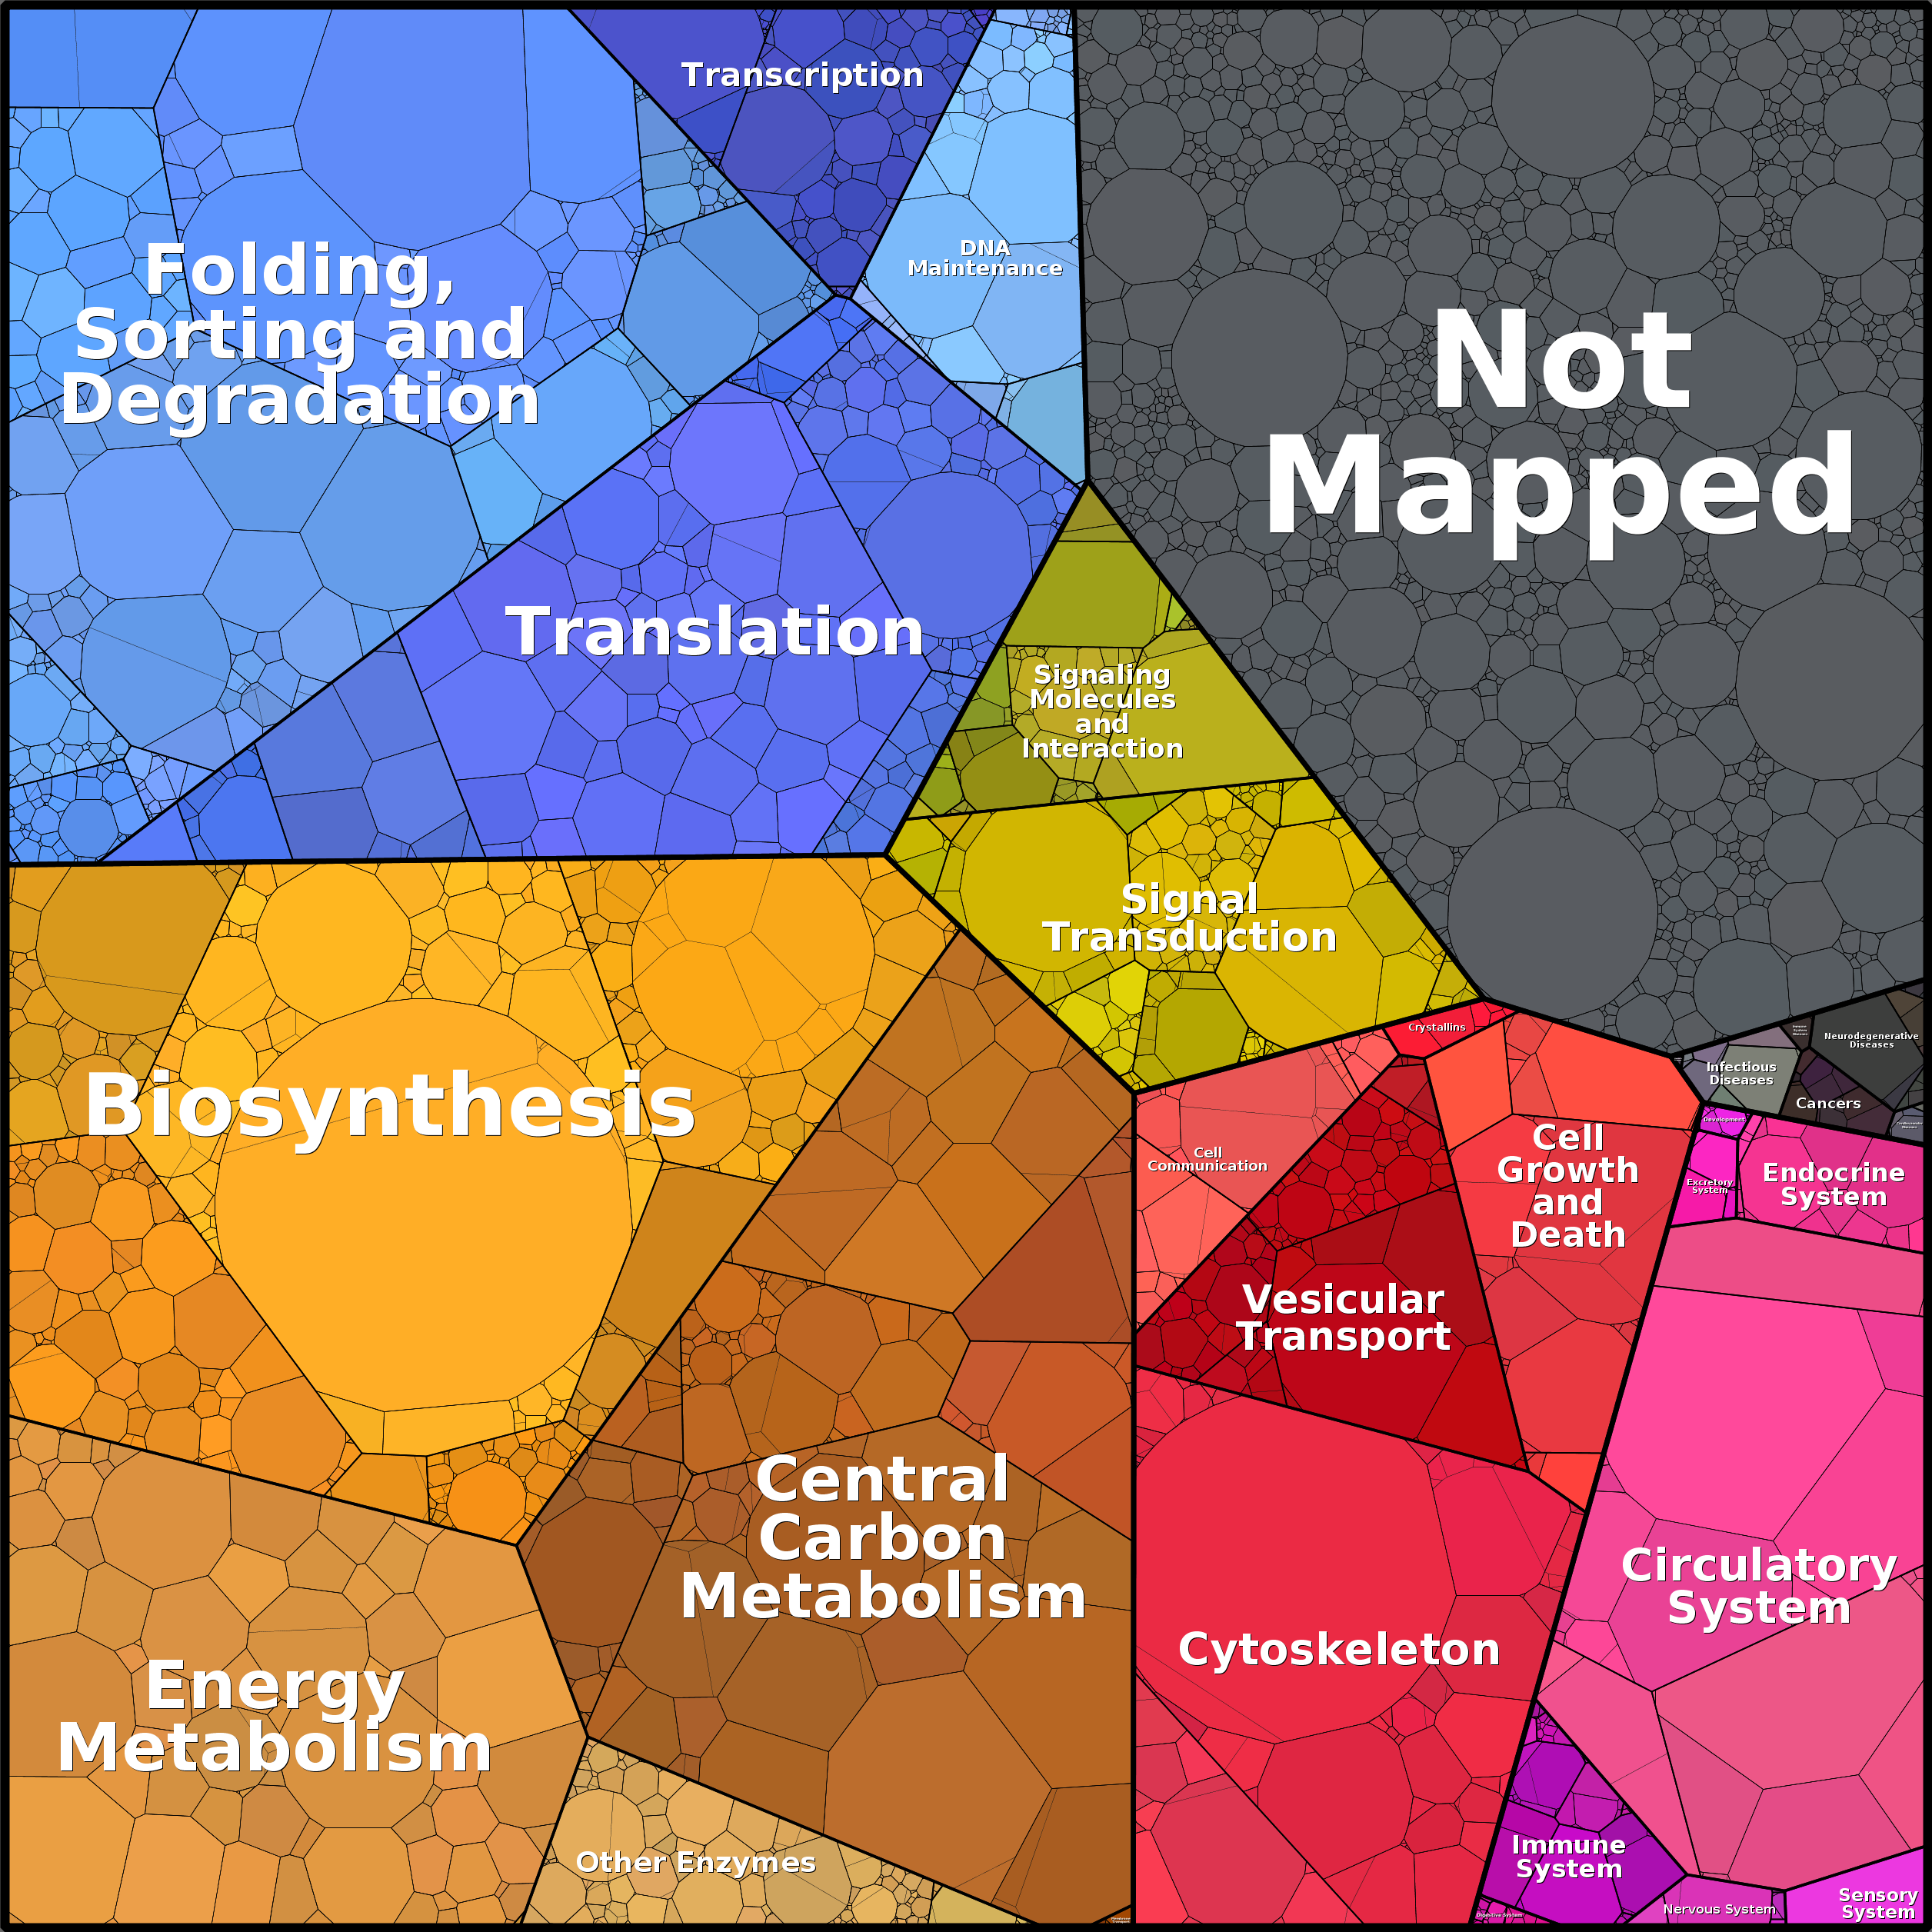 Transcription
DNA
Maintenance
Folding,
Sorting and
Degradation
Not
Mapped
Translation
Signaling
Molecules
and
Interaction
Signal
Transduction
Biosynthesis
Crystallins
Neurodegenerative
Diseases
Infectious
Diseases
Cancers
Development
Cell
Communication
Cell
Growth
and
Death
Endocrine
System
Excretory
System
Vesicular
Transport
Central
Carbon
Metabolism
Circulatory
System
Cytoskeleton
Energy
Metabolism
Other Enzymes
Immune
System
Nervous System
Sensory
System
Digestive System